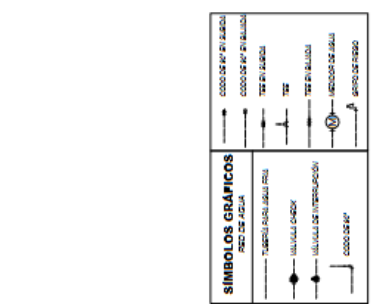 SÍMBOLOS GRÁFICOS
RED DE AGUA
TUBERÍA PARA AGUA FRIA
VÁLVULA CHECK
VÁLVULA DE INTERRUPCIÓN
CODO DE 90°
CODO DE 90° EN SUBIDA
CODO DE 90° EN BAJADA
TEE EN SUBIDA
TEE
TEE EN BAJADA
M
MEDIDOR DE AGUA
GRIFO DE RIEGO